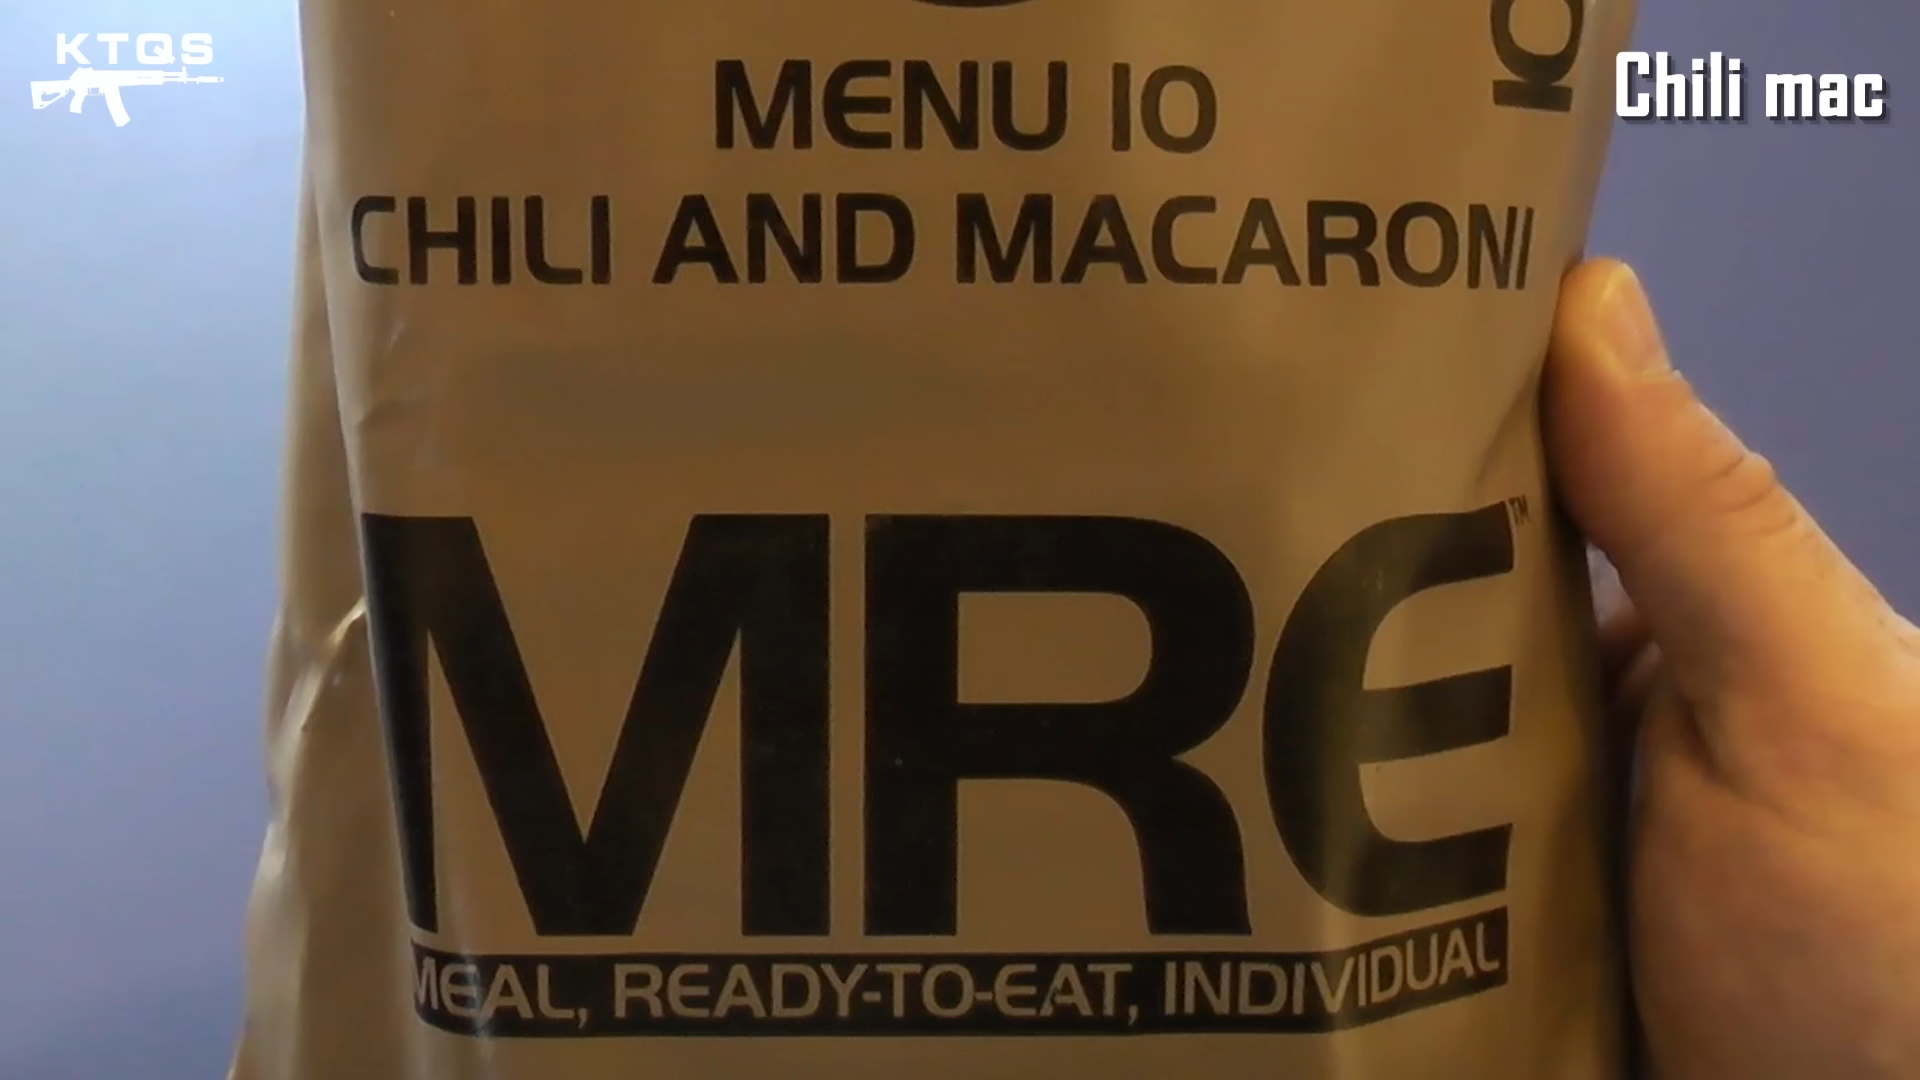 KTQS
Chili mac
MENU 10
CHILI AND MACARONI
MRE™
MEAL, READY-TO-EAT, INDIVIDUAL